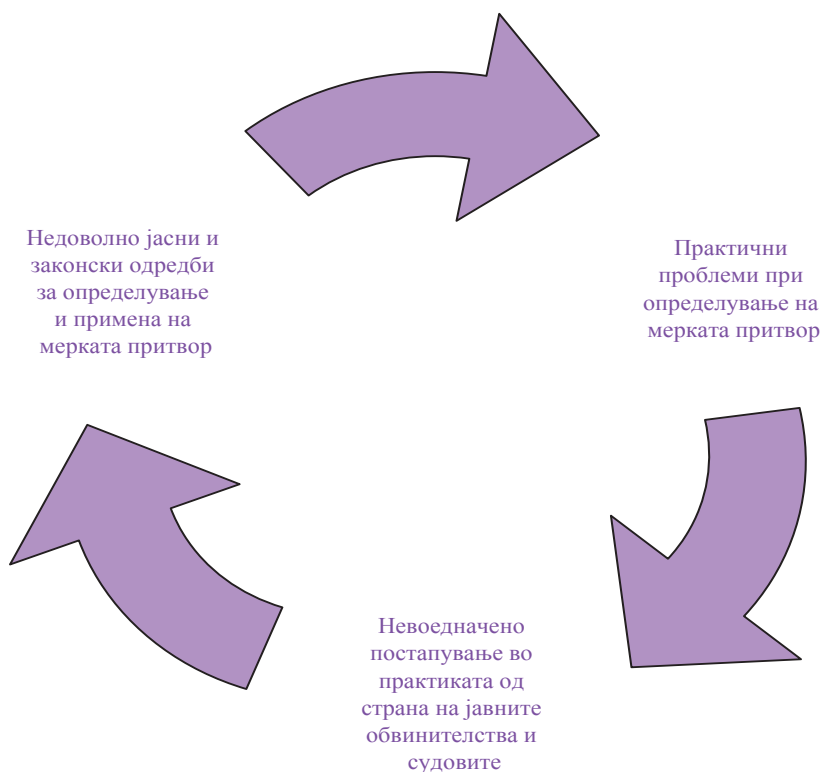 Недоволно јасни и
законски одредби
за определување
и примена на
мерката притвор
Практични
проблеми при
определување на
мерката притвор
Невоедначено
постапување во
практиката од
страна на јавните
обвинителства и
судовите